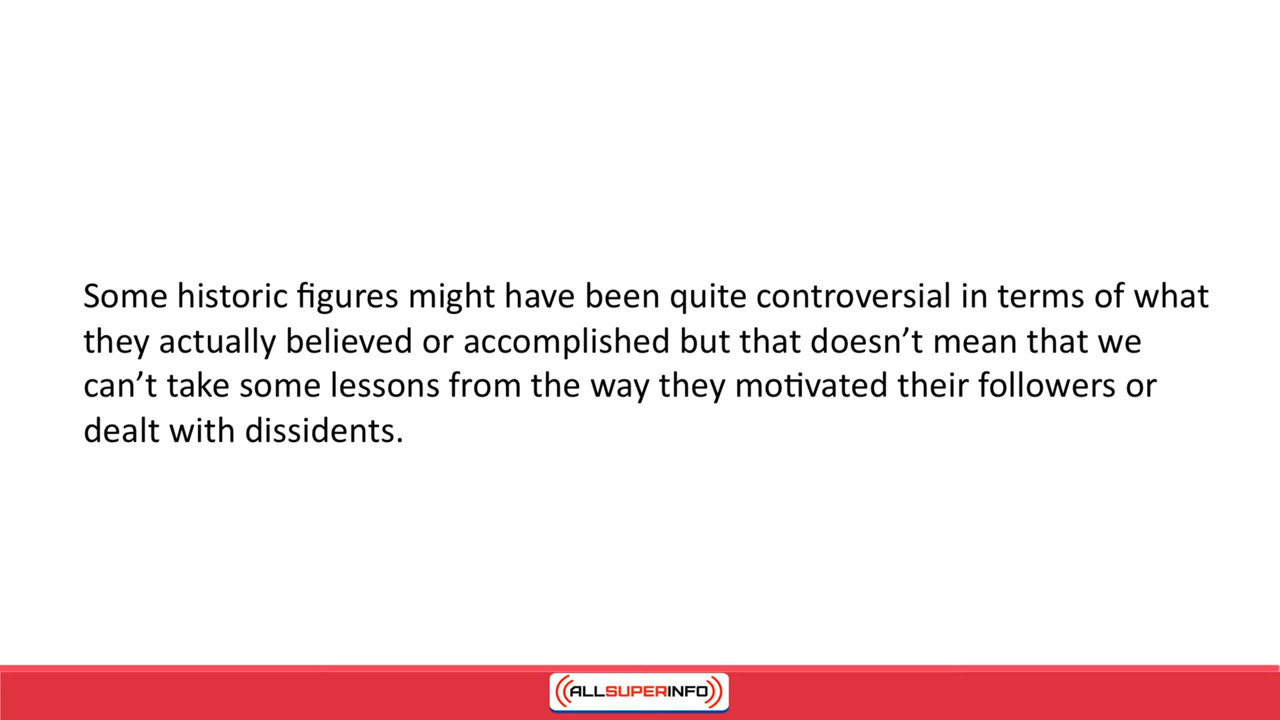 Some historic figures might have been quite controversial in terms of what
they actually believed or accomplished but that doesn’t mean that we
can’t take some lessons from the way they motivated their followers or
dealt with dissidents.
ALLSUPERINFO